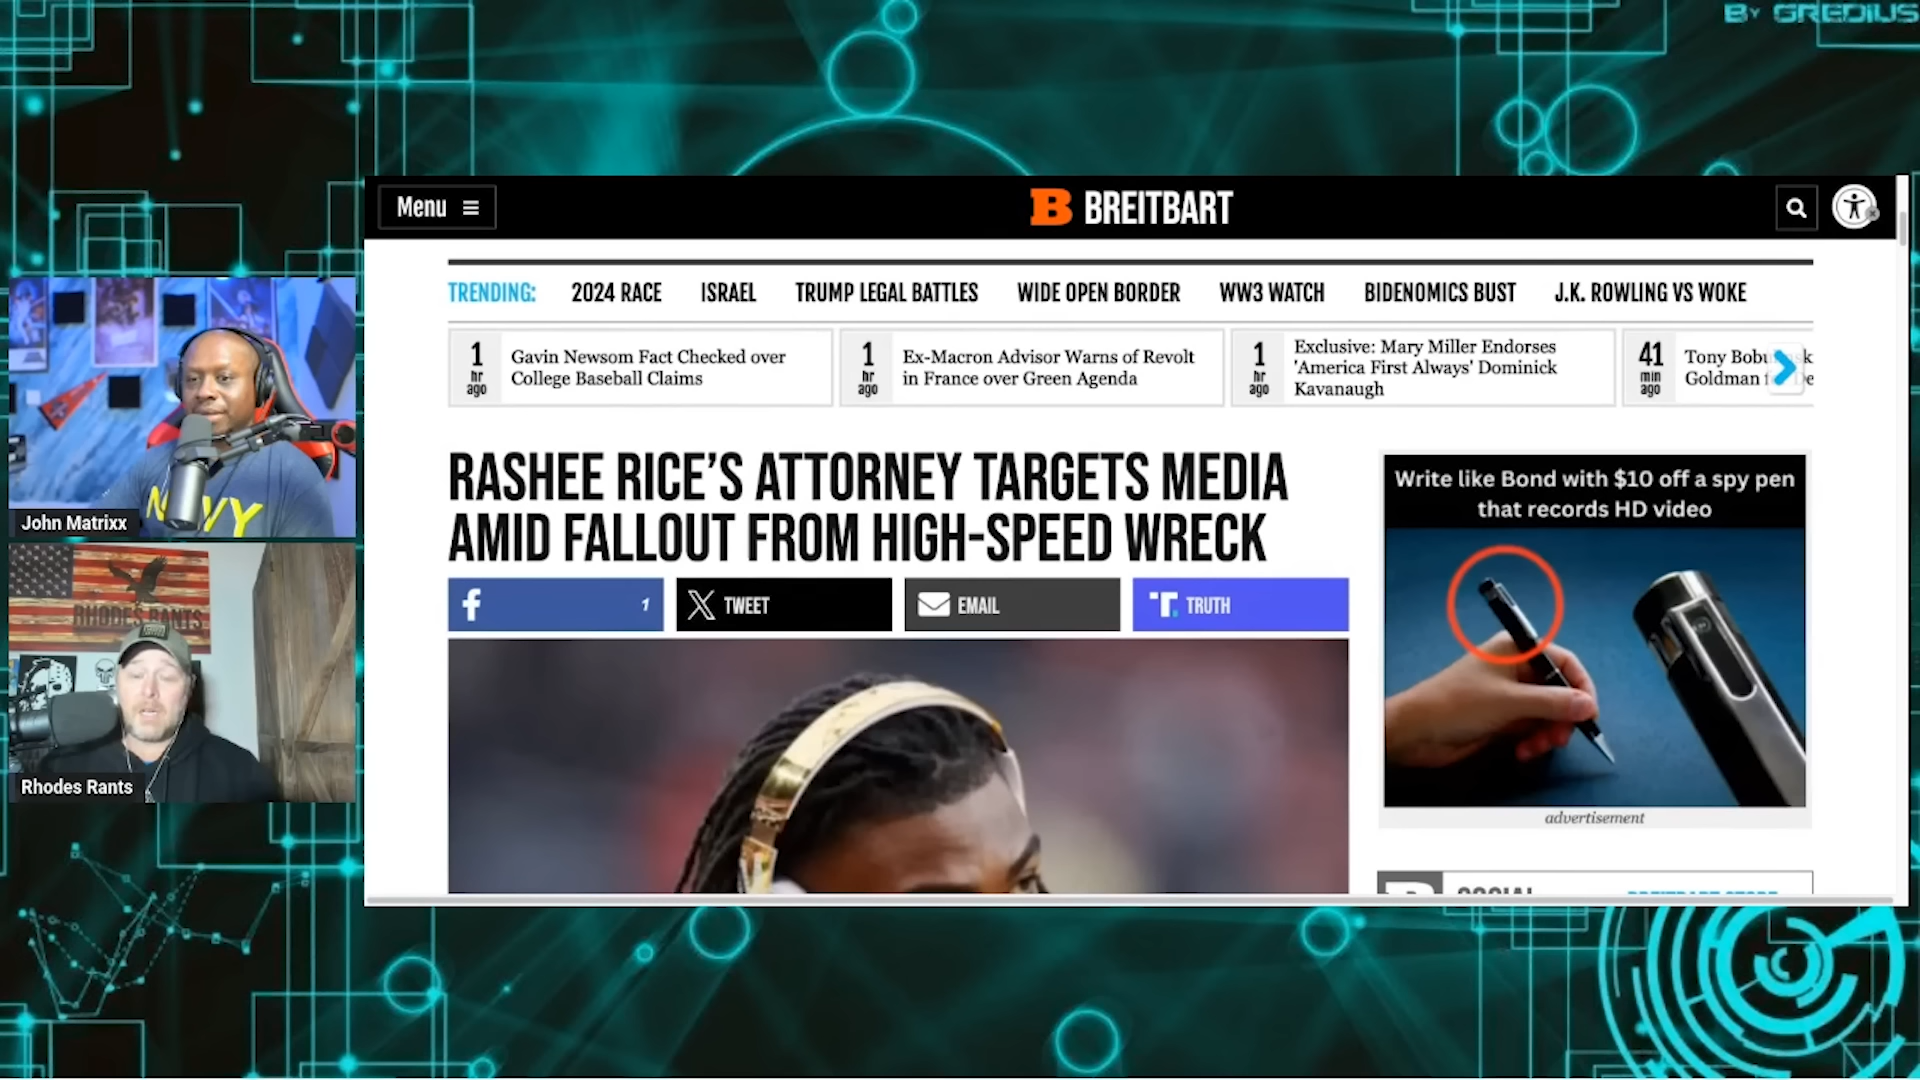 BY GREDIUS
Menu
B BREITBART
TRENDING: 2024 RACE ISRAEL TRUMP LEGAL BATTLES WIDE OPEN BORDER WW3 WATCH BIDENOMICS BUST J.K. ROWLING VS WOKE
1 hr ago
Gavin Newsom Fact Checked over
College Baseball Claims
1 hr ago
Ex-Macron Advisor Warns of Revolt
in France over Green Agenda
1 hr ago
Exclusive: Mary Miller Endorses
'America First Always' Dominick
Kavanaugh
41 min ago
Tony
Goldman
RASHEE RICE'S ATTORNEY TARGETS MEDIA
AMID FALLOUT FROM HIGH-SPEED WRECK
1
TWEET
EMAIL
TRUTH
Write like Bond with $10 off a spy pen
that records HD video
advertisement
NAVY
John Matrixx
RHODES RANTS
Rhodes Rants